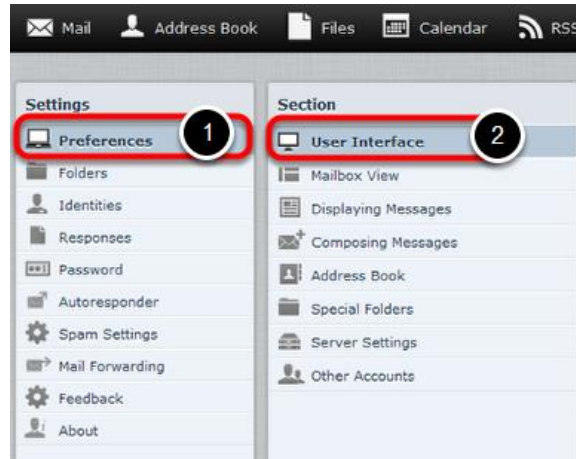 Mail Address Book Files Calendar RSS
Settings
Preferences 1
Folders
Identities
Responses
Password
Autoresponder
Spam Settings
Mail Forwarding
Feedback
About
Section
User Interface 2
Mailbox View
Displaying Messages
Composing Messages
Address Book
Special Folders
Server Settings
Other Accounts